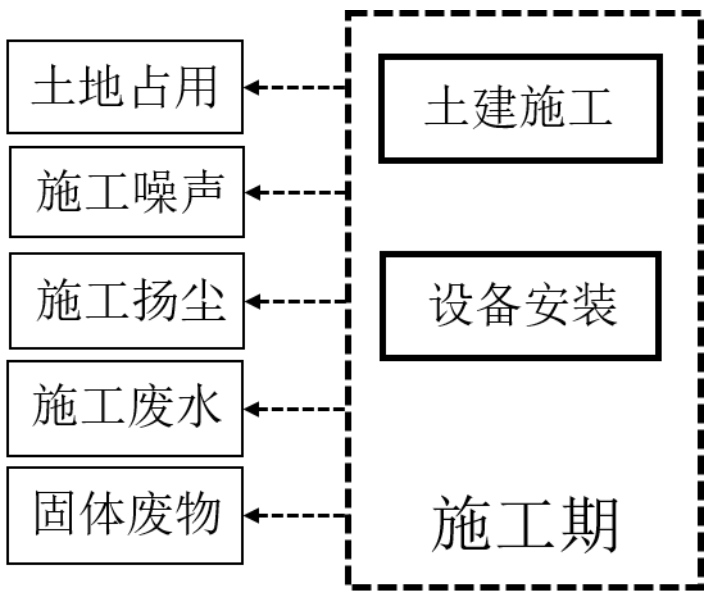 土地占用
施工噪声
施工扬尘
施工废水
固体废物
土建施工
设备安装
施工期